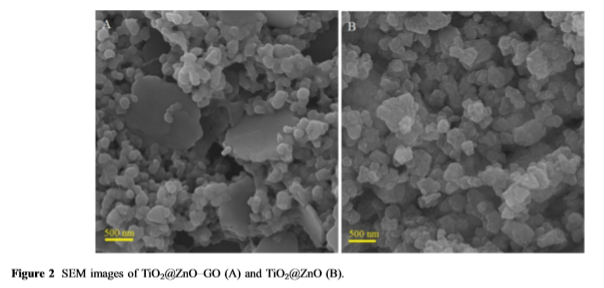 A
B
500 nm
500 nm
Figure 2 SEM images of TiO₂@ZnO–GO (A) and TiO₂@ZnO (B).